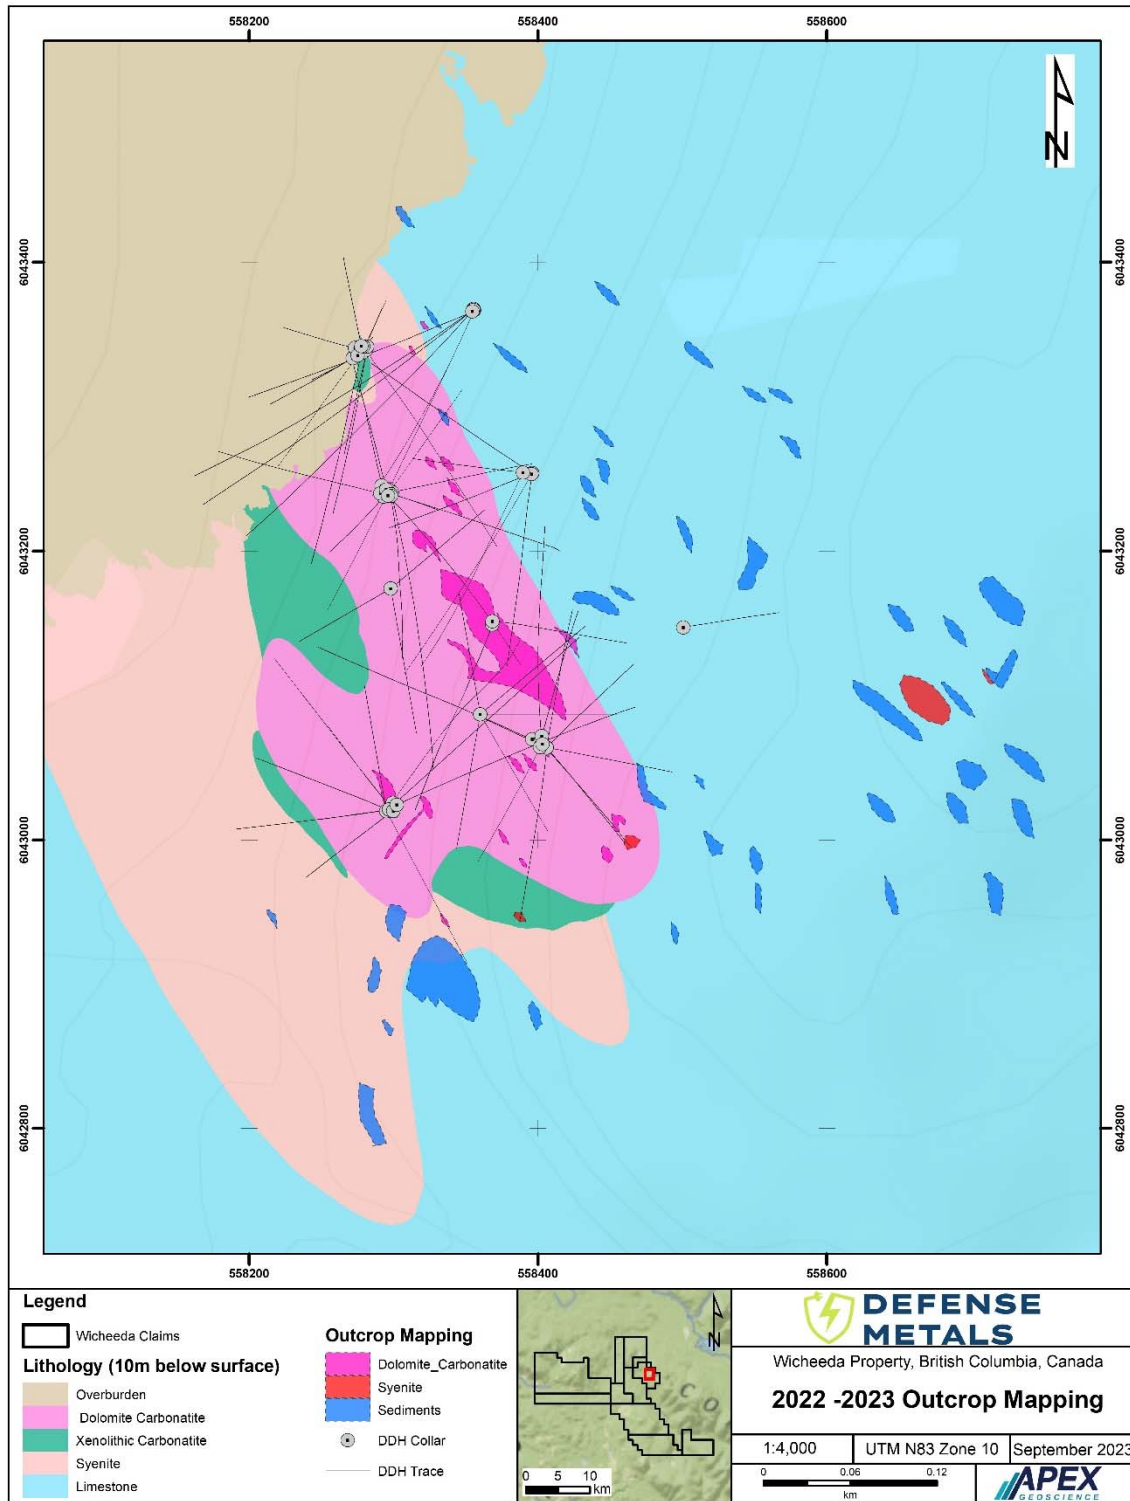 558200 558400 558600
N
6043400 6043400
6043200 6043200
6043000 6043000
6042800 6042800
558200 558400 558600
Legend
Wicheeda Claims
Lithology (10m below surface)
Overburden
Dolomite Carbonatite
Xenolithic Carbonatite
Syenite
Limestone
Outcrop Mapping
Dolomite_Carbonatite
Syenite
Sediments
DDH Collar
DDH Trace
N
C O
0 5 10
km
DEFENSE
METALS
Wicheeda Property, British Columbia, Canada
2022 -2023 Outcrop Mapping
1:4,000 UTM N83 Zone 10 September 2023
0 0.06 0.12
km
APEX
GEOSCIENCE